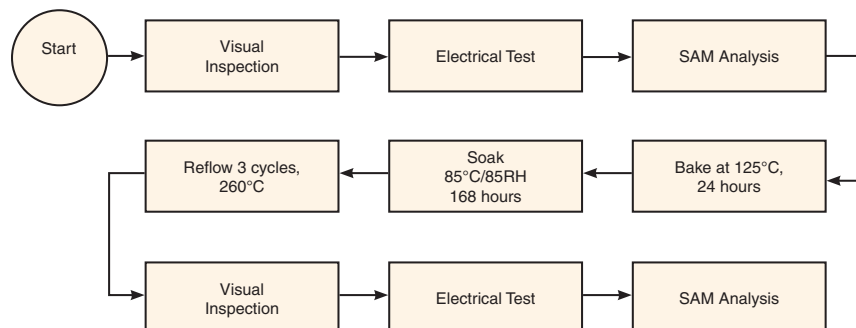 Start
Visual
Inspection
Electrical Test
SAM Analysis
Bake at 125°C,
24 hours
Soak
85°C/85RH
168 hours
Reflow 3 cycles,
260°C
Visual
Inspection
Electrical Test
SAM Analysis